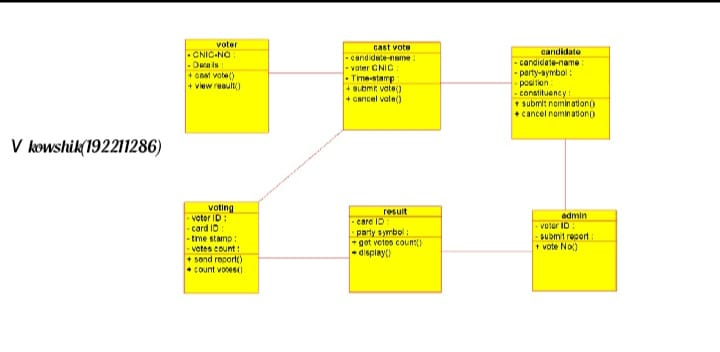 voter
- CNIC-NO :
- Details :
+ cast vote()
+ view result()
cast vote
- candidate-name :
- voter CNIC :
- Time-stamp :
+ submit vote()
+ cancel vote()
candidate
- candidate-name :
- party-symbol :
- position :
- constituency :
+ submit nomination()
+ cancel nomination()
V kowshik(192211286)
voting
- voter ID :
- card ID :
- time stamp :
- votes count :
+ send report()
+ count votes()
result
- card ID :
- party symbol :
+ get votes count()
+ display()
admin
- voter ID :
- submit report :
+ vote No()